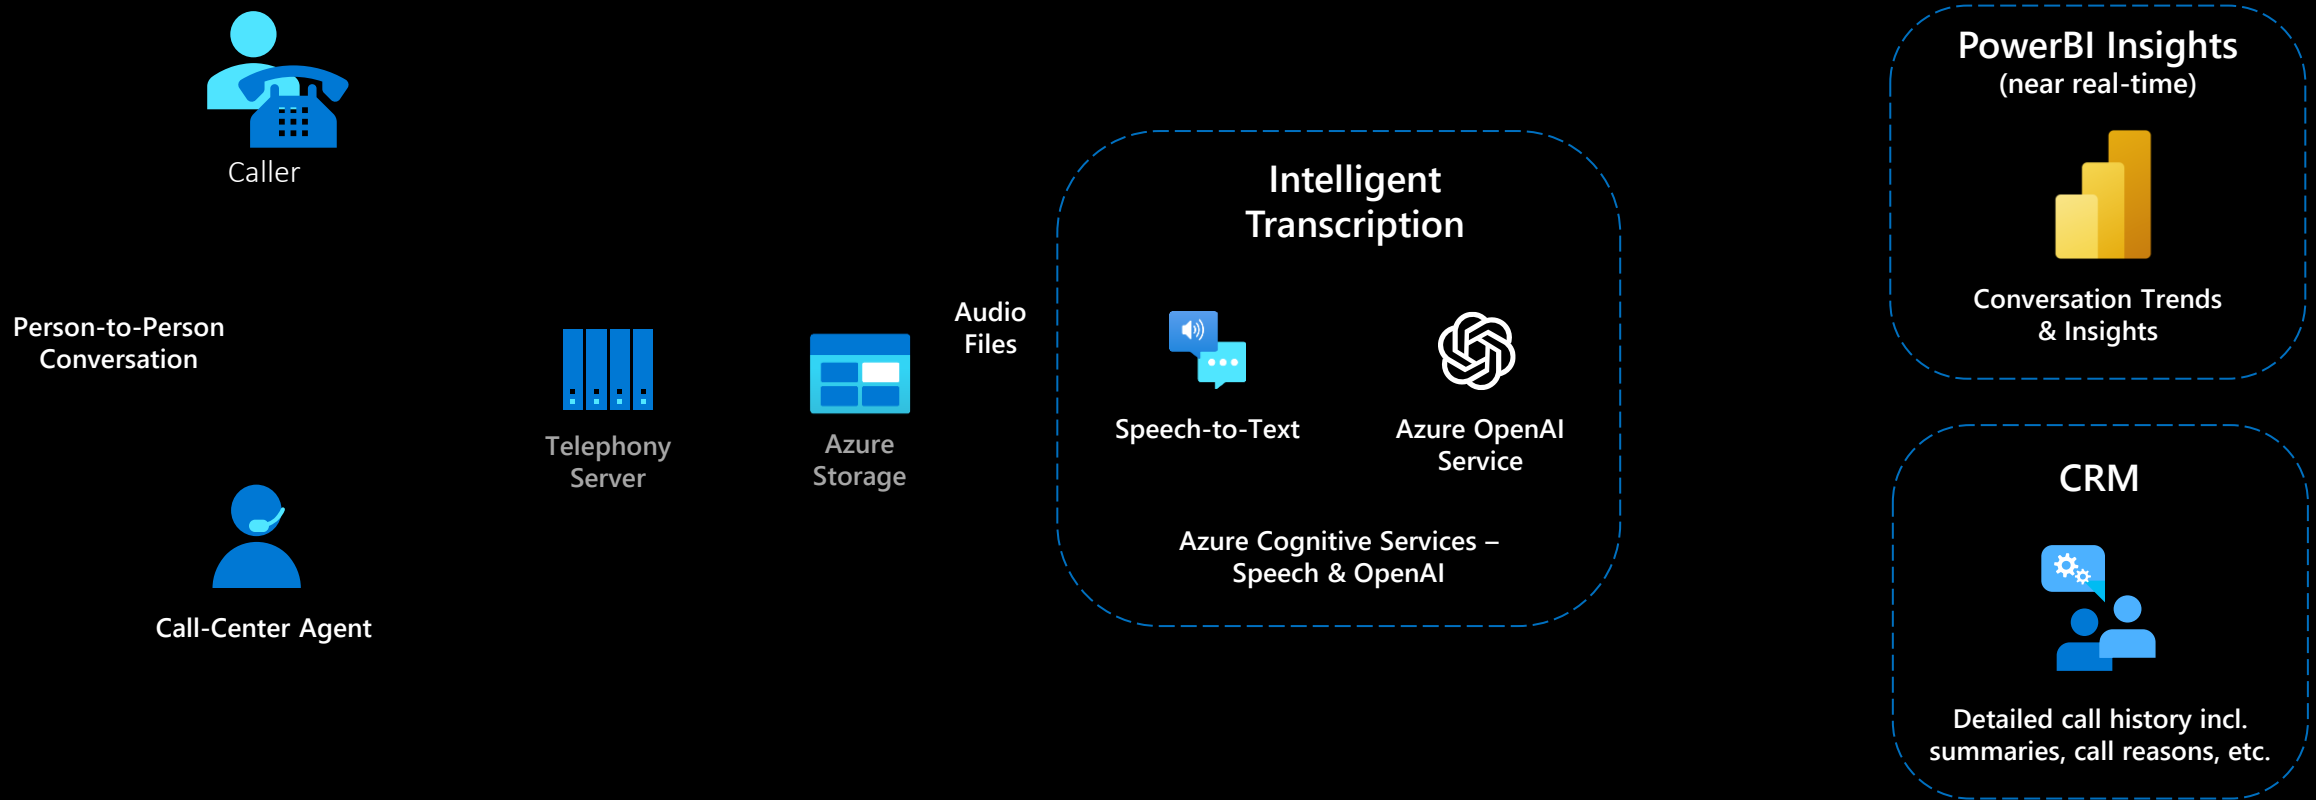 Caller
Person-to-Person
Conversation
Call-Center Agent
Telephony
Server
Azure
Storage
Audio
Files
Intelligent
Transcription
Speech-to-Text
Azure OpenAI
Service
Azure Cognitive Services –
Speech & OpenAI
PowerBI Insights
(near real-time)
Conversation Trends
& Insights
CRM
Detailed call history incl.
summaries, call reasons, etc.